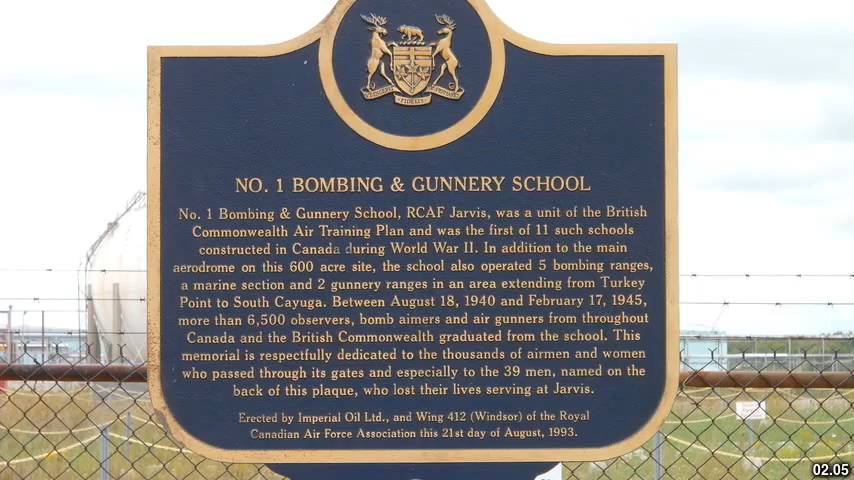 FIDELIS
NO. 1 BOMBING & GUNNERY SCHOOL
No. 1 Bombing & Gunnery School, RCAF Jarvis, was a unit of the British
Commonwealth Air Training Plan and was the first of 11 such schools
constructed in Canada during World War II. In addition to the main
aerodrome on this 600 acre site, the school also operated 5 bombing ranges,
a marine section and 2 gunnery ranges in an area extending from Turkey
Point to South Cayuga. Between August 18, 1940 and February 17, 1945,
more than 6,500 observers, bomb aimers and air gunners from throughout
Canada and the British Commonwealth graduated from the school. This
memorial is respectfully dedicated to the thousands of airmen and women
who passed through its gates and especially to the 39 men, named on the
back of this plaque, who lost their lives serving at Jarvis.
Erected by Imperial Oil Ltd., and Wing 412 (Windsor) of the Royal
Canadian Air Force Association this 21st day of August, 1993.
02.05